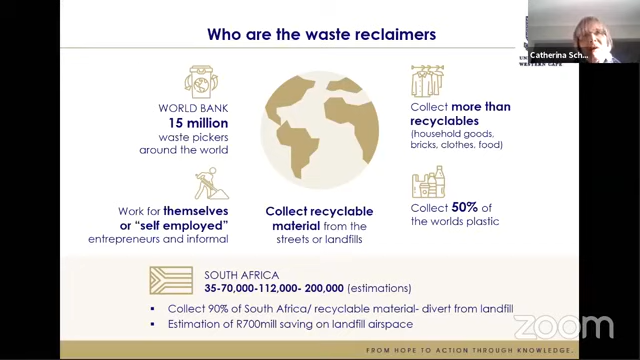 Who are the waste reclaimers
Catherina Sch...
WESTERN CAPE
WORLD BANK
15 million
waste pickers
around the world
Collect more than
recyclables
(household goods,
bricks, clothes, food)
Work for themselves
or "self employed"
entrepreneurs and informal
Collect recyclable
material from the
streets or landfills
Collect 50% of
the worlds plastic
SOUTH AFRICA
35-70,000-112,000- 200,000 (estimations)
▪ Collect 90% of South Africa/ recyclable material- divert from landfill
▪ Estimation of R700mill saving on landfill airspace
zoom
FROM HOPE TO ACTION THROUGH KNOWLEDGE.